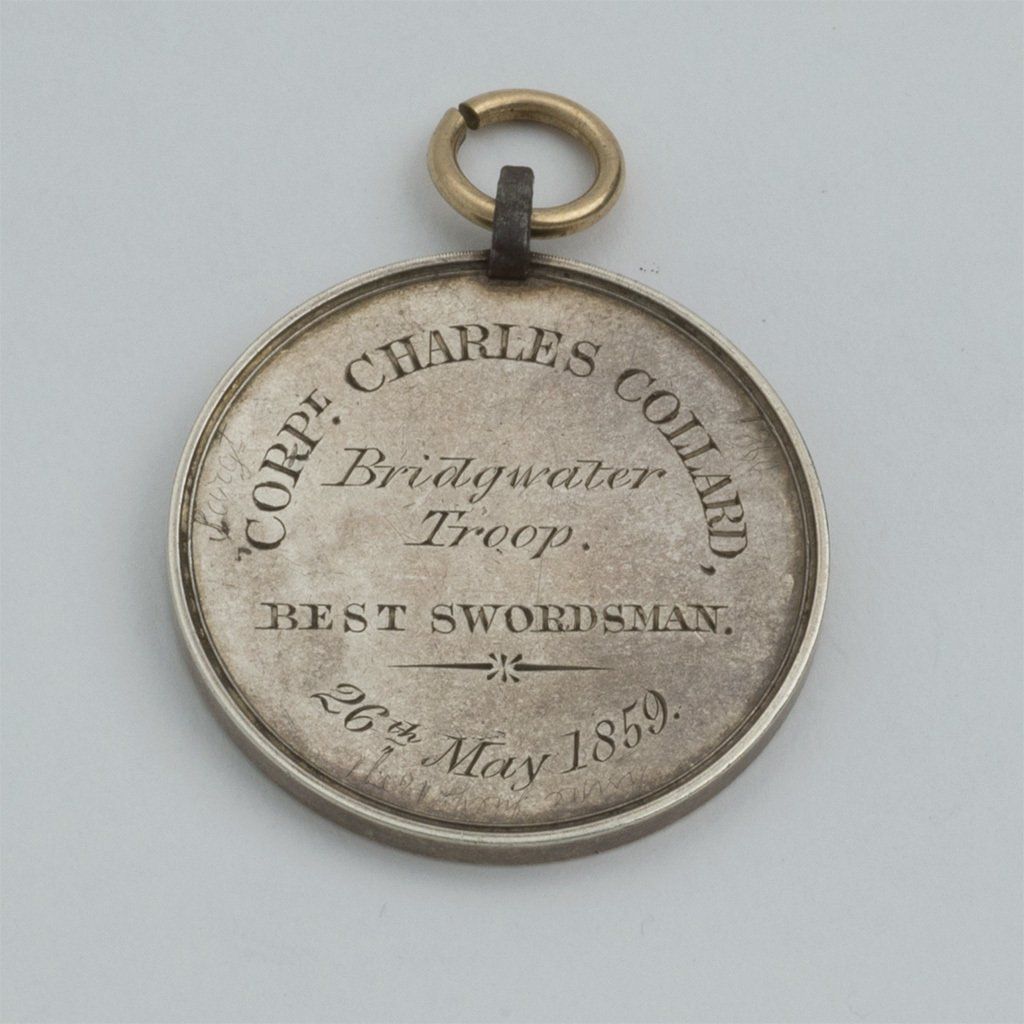 CORPL. CHARLES COLLARD,
Bridgwater
Troop.
BEST SWORDSMAN.
26th May 1859.